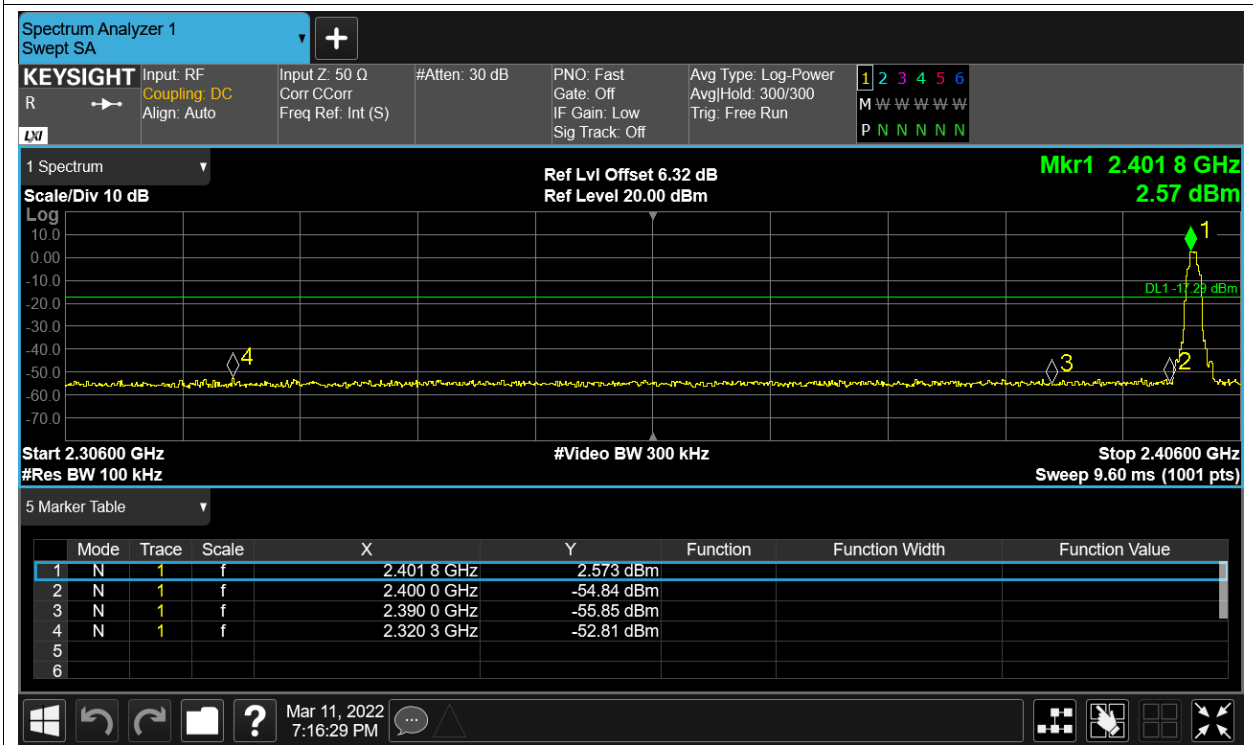 Spectrum Analyzer 1
Swept SA
KEYSIGHT Input: RF Input Z: 50 Ω #Atten: 30 dB PNO: Fast Avg Type: Log-Power 1 2 3 4 5 6
R Coupling: DC Corr CCorr Gate: Off Avg|Hold: 300/300 M W W W W W
Align: Auto Freq Ref: Int (S) IF Gain: Low Trig: Free Run
LXI Sig Track: Off P N N N N N
1 Spectrum Ref Lvl Offset 6.32 dB Mkr1 2.401 8 GHz
Scale/Div 10 dB Ref Level 20.00 dBm 2.57 dBm
Log
10.0 1
0.00
-10.0
DL1 -17.29 dBm
-20.0
-30.0
-40.0
4 3 2
-50.0
-60.0
-70.0
Start 2.30600 GHz #Video BW 300 kHz Stop 2.40600 GHz
#Res BW 100 kHz Sweep 9.60 ms (1001 pts)
5 Marker Table
Mode Trace Scale X Y Function Function Width Function Value
1 N 1 f 2.401 8 GHz 2.573 dBm
2 N 1 f 2.400 0 GHz -54.84 dBm
3 N 1 f 2.390 0 GHz -55.85 dBm
4 N 1 f 2.320 3 GHz -52.81 dBm
5
6
? Mar 11, 2022
7:16:29 PM